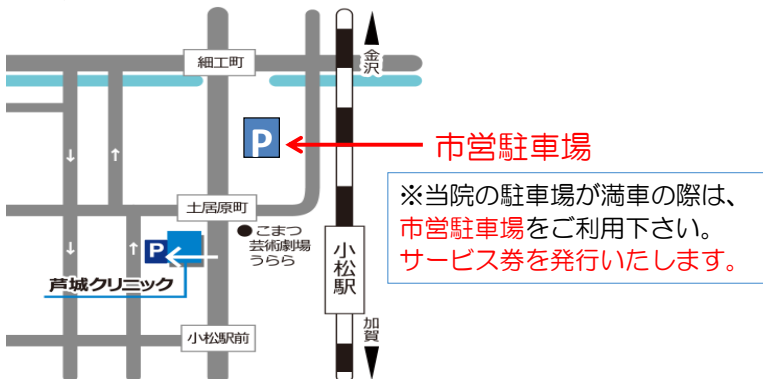 細工町
金沢
P
市営駐車場
※当院の駐車場が満車の際は、
市営駐車場をご利用下さい。
サービス券を発行いたします。
↓
↑
土居原町
●こまつ
芸術劇場
うらら
小松駅
↓
↑
P
芦城クリニック
加賀
小松駅前